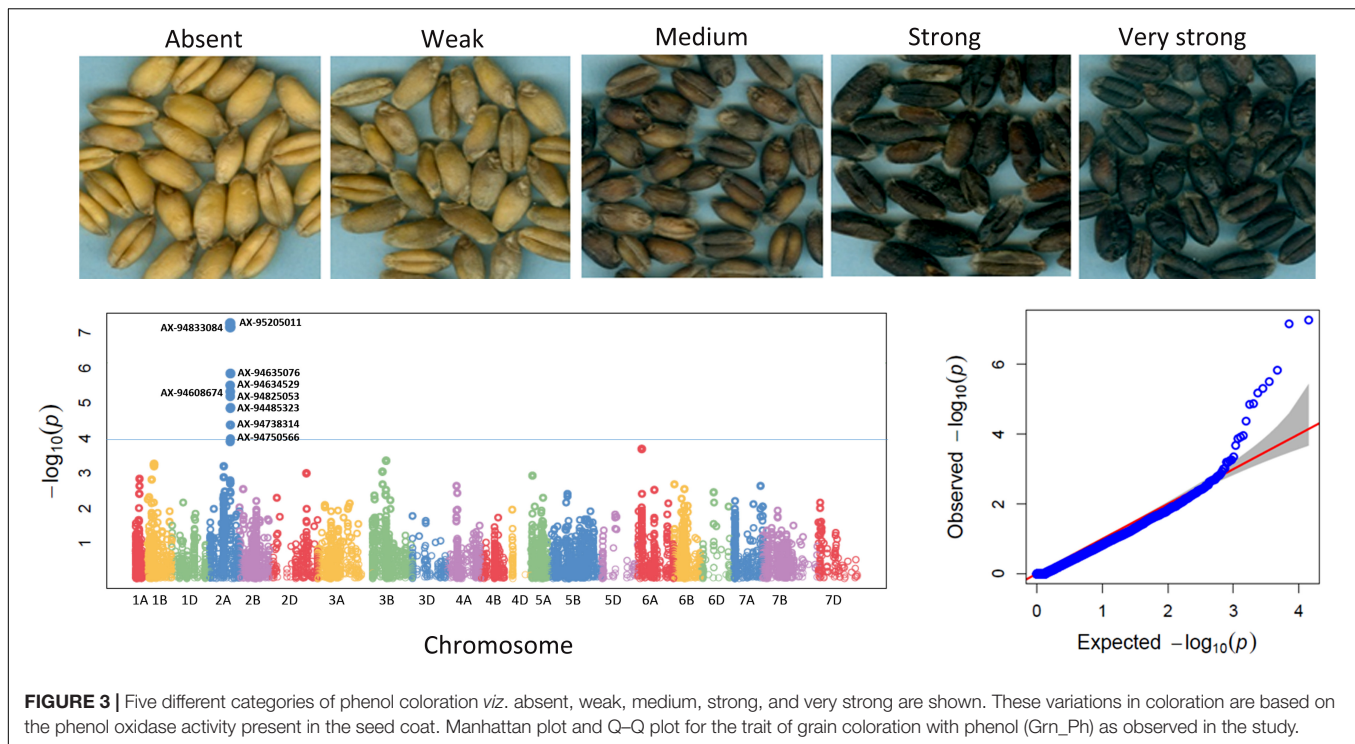 Absent
Weak
Medium
Strong
Very strong
−log10(p)
7
6
5
4
3
2
1
AX-94833084
AX-95205011
AX-94635076
AX-94634529
AX-94608674
AX-94825053
AX-94485323
AX-94738314
AX-94750566
1A 1B 1D 2A 2B 2D 3A 3B 3D 4A 4B 4D 5A 5B 5D 6A 6B 6D 7A 7B 7D
Chromosome
Observed −log10(p)
6
4
2
0
0 1 2 3 4
Expected −log10(p)
FIGURE 3 | Five different categories of phenol coloration viz. absent, weak, medium, strong, and very strong are shown. These variations in coloration are based on
the phenol oxidase activity present in the seed coat. Manhattan plot and Q–Q plot for the trait of grain coloration with phenol (Grn_Ph) as observed in the study.